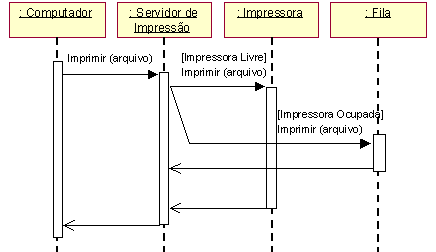 : Computador
: Servidor de
Impressão
: Impressora
: Fila
Imprimir (arquivo)
[Impressora Livre]
Imprimir (arquivo)
[Impressora Ocupada]
Imprimir (arquivo)